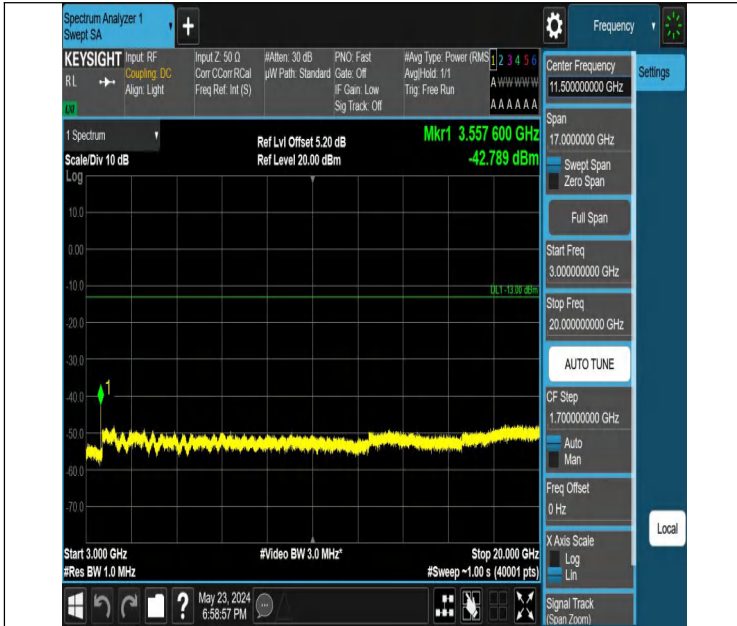 Spectrum Analyzer 1
Swept SA
+
Frequency
KEYSIGHT
RL
Input: RF
Coupling: DC
Align: Light
Input Z: 50 Ω
Corr CCorr RCal
Freq Ref: Int (S)
#Atten: 30 dB
µW Path: Standard
PNO: Fast
Gate: Off
IF Gain: Low
Sig Track: Off
#Avg Type: Power (RMS
Avg|Hold: 1/1
Trig: Free Run
1 2 3 4 5 6
A W W W W W
A A A A A A
1 Spectrum
Scale/Div 10 dB
Log
Ref Lvl Offset 5.20 dB
Ref Level 20.00 dBm
Mkr1 3.557 600 GHz
-42.789 dBm
10.0
0.00
-10.0
DL1 -13.00 dBm
-20.0
-30.0
-40.0
1
-50.0
-60.0
-70.0
Start 3.000 GHz
#Res BW 1.0 MHz
#Video BW 3.0 MHz*
Stop 20.000 GHz
#Sweep ~1.00 s (40001 pts)
?
May 23, 2024
6:58:57 PM
Center Frequency
11.500000000 GHz
Settings
Span
17.0000000 GHz
Swept Span
Zero Span
Full Span
Start Freq
3.000000000 GHz
Stop Freq
20.000000000 GHz
AUTO TUNE
CF Step
1.700000000 GHz
Auto
Man
Freq Offset
0 Hz
X Axis Scale
Log
Lin
Local
Signal Track
(Span Zoom)